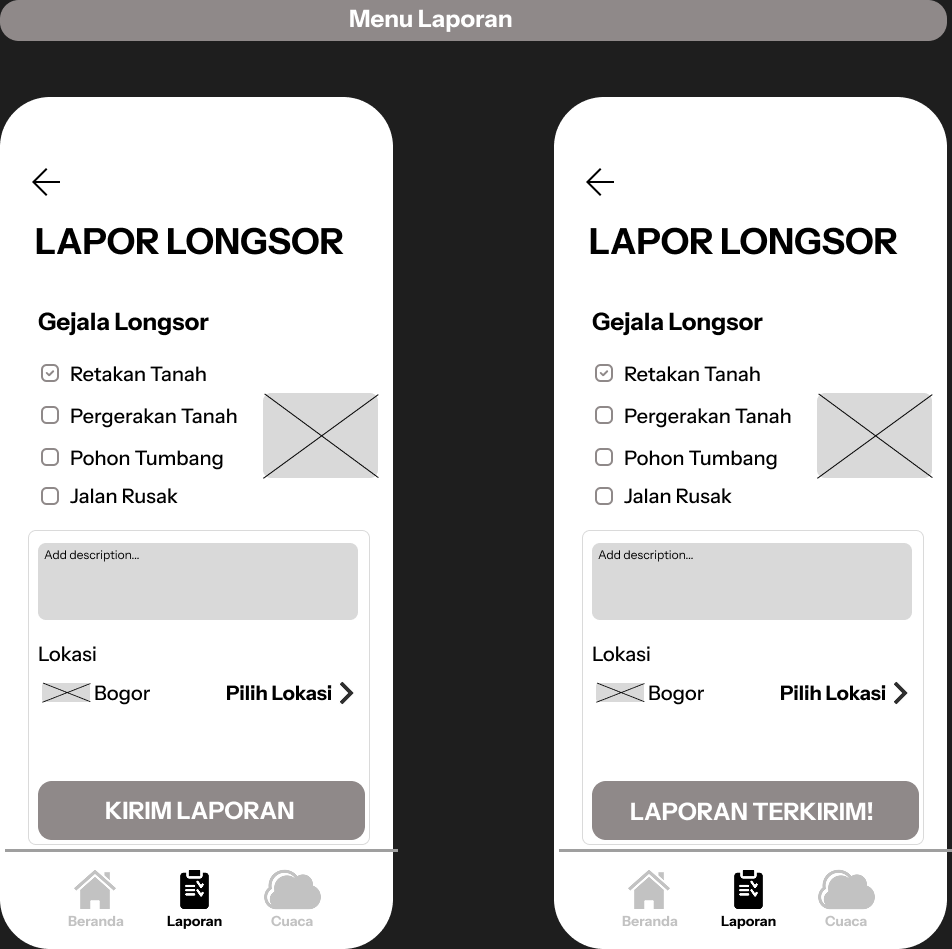 Menu Laporan
LAPOR LONGSOR
Gejala Longsor
Retakan Tanah
Pergerakan Tanah
Pohon Tumbang
Jalan Rusak
Add description...
Lokasi
Bogor Pilih Lokasi
KIRIM LAPORAN
Beranda Laporan Cuaca
LAPOR LONGSOR
Gejala Longsor
Retakan Tanah
Pergerakan Tanah
Pohon Tumbang
Jalan Rusak
Add description...
Lokasi
Bogor Pilih Lokasi
LAPORAN TERKIRIM!
Beranda Laporan Cuaca